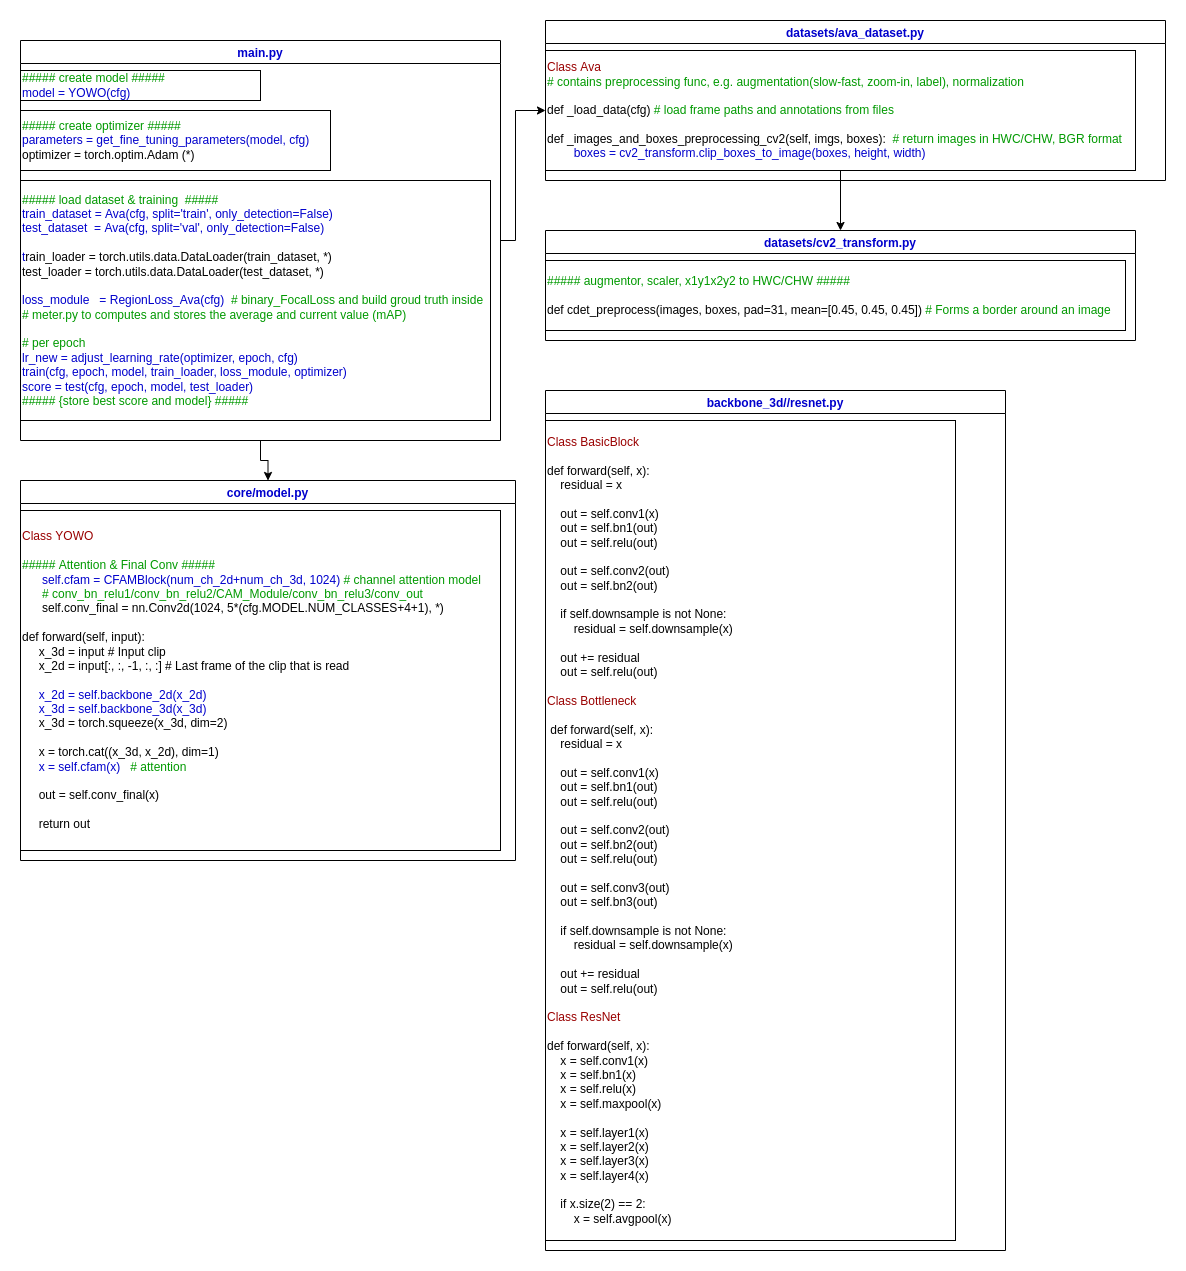 main.py
##### create model #####
model = YOWO(cfg)
##### create optimizer #####
parameters = get_fine_tuning_parameters(model, cfg)
optimizer = torch.optim.Adam (*)
##### load dataset & training  #####
train_dataset = Ava(cfg, split='train', only_detection=False)
test_dataset  = Ava(cfg, split='val', only_detection=False)
train_loader = torch.utils.data.DataLoader(train_dataset, *)
test_loader = torch.utils.data.DataLoader(test_dataset, *)
loss_module   = RegionLoss_Ava(cfg)  # binary_FocalLoss and build groud truth inside
# meter.py to computes and stores the average and current value (mAP)
# per epoch
lr_new = adjust_learning_rate(optimizer, epoch, cfg)
train(cfg, epoch, model, train_loader, loss_module, optimizer)
score = test(cfg, epoch, model, test_loader)
##### {store best score and model} #####
core/model.py
Class YOWO
##### Attention & Final Conv #####
self.cfam = CFAMBlock(num_ch_2d+num_ch_3d, 1024) # channel attention model
# conv_bn_relu1/conv_bn_relu2/CAM_Module/conv_bn_relu3/conv_out
self.conv_final = nn.Conv2d(1024, 5*(cfg.MODEL.NUM_CLASSES+4+1), *)
def forward(self, input):
x_3d = input # Input clip
x_2d = input[:, :, -1, :, :] # Last frame of the clip that is read
x_2d = self.backbone_2d(x_2d)
x_3d = self.backbone_3d(x_3d)
x_3d = torch.squeeze(x_3d, dim=2)
x = torch.cat((x_3d, x_2d), dim=1)
x = self.cfam(x)   # attention
out = self.conv_final(x)
return out
datasets/ava_dataset.py
Class Ava
# contains preprocessing func, e.g. augmentation(slow-fast, zoom-in, label), normalization
def _load_data(cfg) # load frame paths and annotations from files
def _images_and_boxes_preprocessing_cv2(self, imgs, boxes):  # return images in HWC/CHW, BGR format
boxes = cv2_transform.clip_boxes_to_image(boxes, height, width)
datasets/cv2_transform.py
##### augmentor, scaler, x1y1x2y2 to HWC/CHW #####
def cdet_preprocess(images, boxes, pad=31, mean=[0.45, 0.45, 0.45]) # Forms a border around an image
backbone_3d//resnet.py
Class BasicBlock
def forward(self, x):
residual = x
out = self.conv1(x)
out = self.bn1(out)
out = self.relu(out)
out = self.conv2(out)
out = self.bn2(out)
if self.downsample is not None:
residual = self.downsample(x)
out += residual
out = self.relu(out)
Class Bottleneck
def forward(self, x):
residual = x
out = self.conv1(x)
out = self.bn1(out)
out = self.relu(out)
out = self.conv2(out)
out = self.bn2(out)
out = self.relu(out)
out = self.conv3(out)
out = self.bn3(out)
if self.downsample is not None:
residual = self.downsample(x)
out += residual
out = self.relu(out)
Class ResNet
def forward(self, x):
x = self.conv1(x)
x = self.bn1(x)
x = self.relu(x)
x = self.maxpool(x)
x = self.layer1(x)
x = self.layer2(x)
x = self.layer3(x)
x = self.layer4(x)
if x.size(2) == 2:
x = self.avgpool(x)